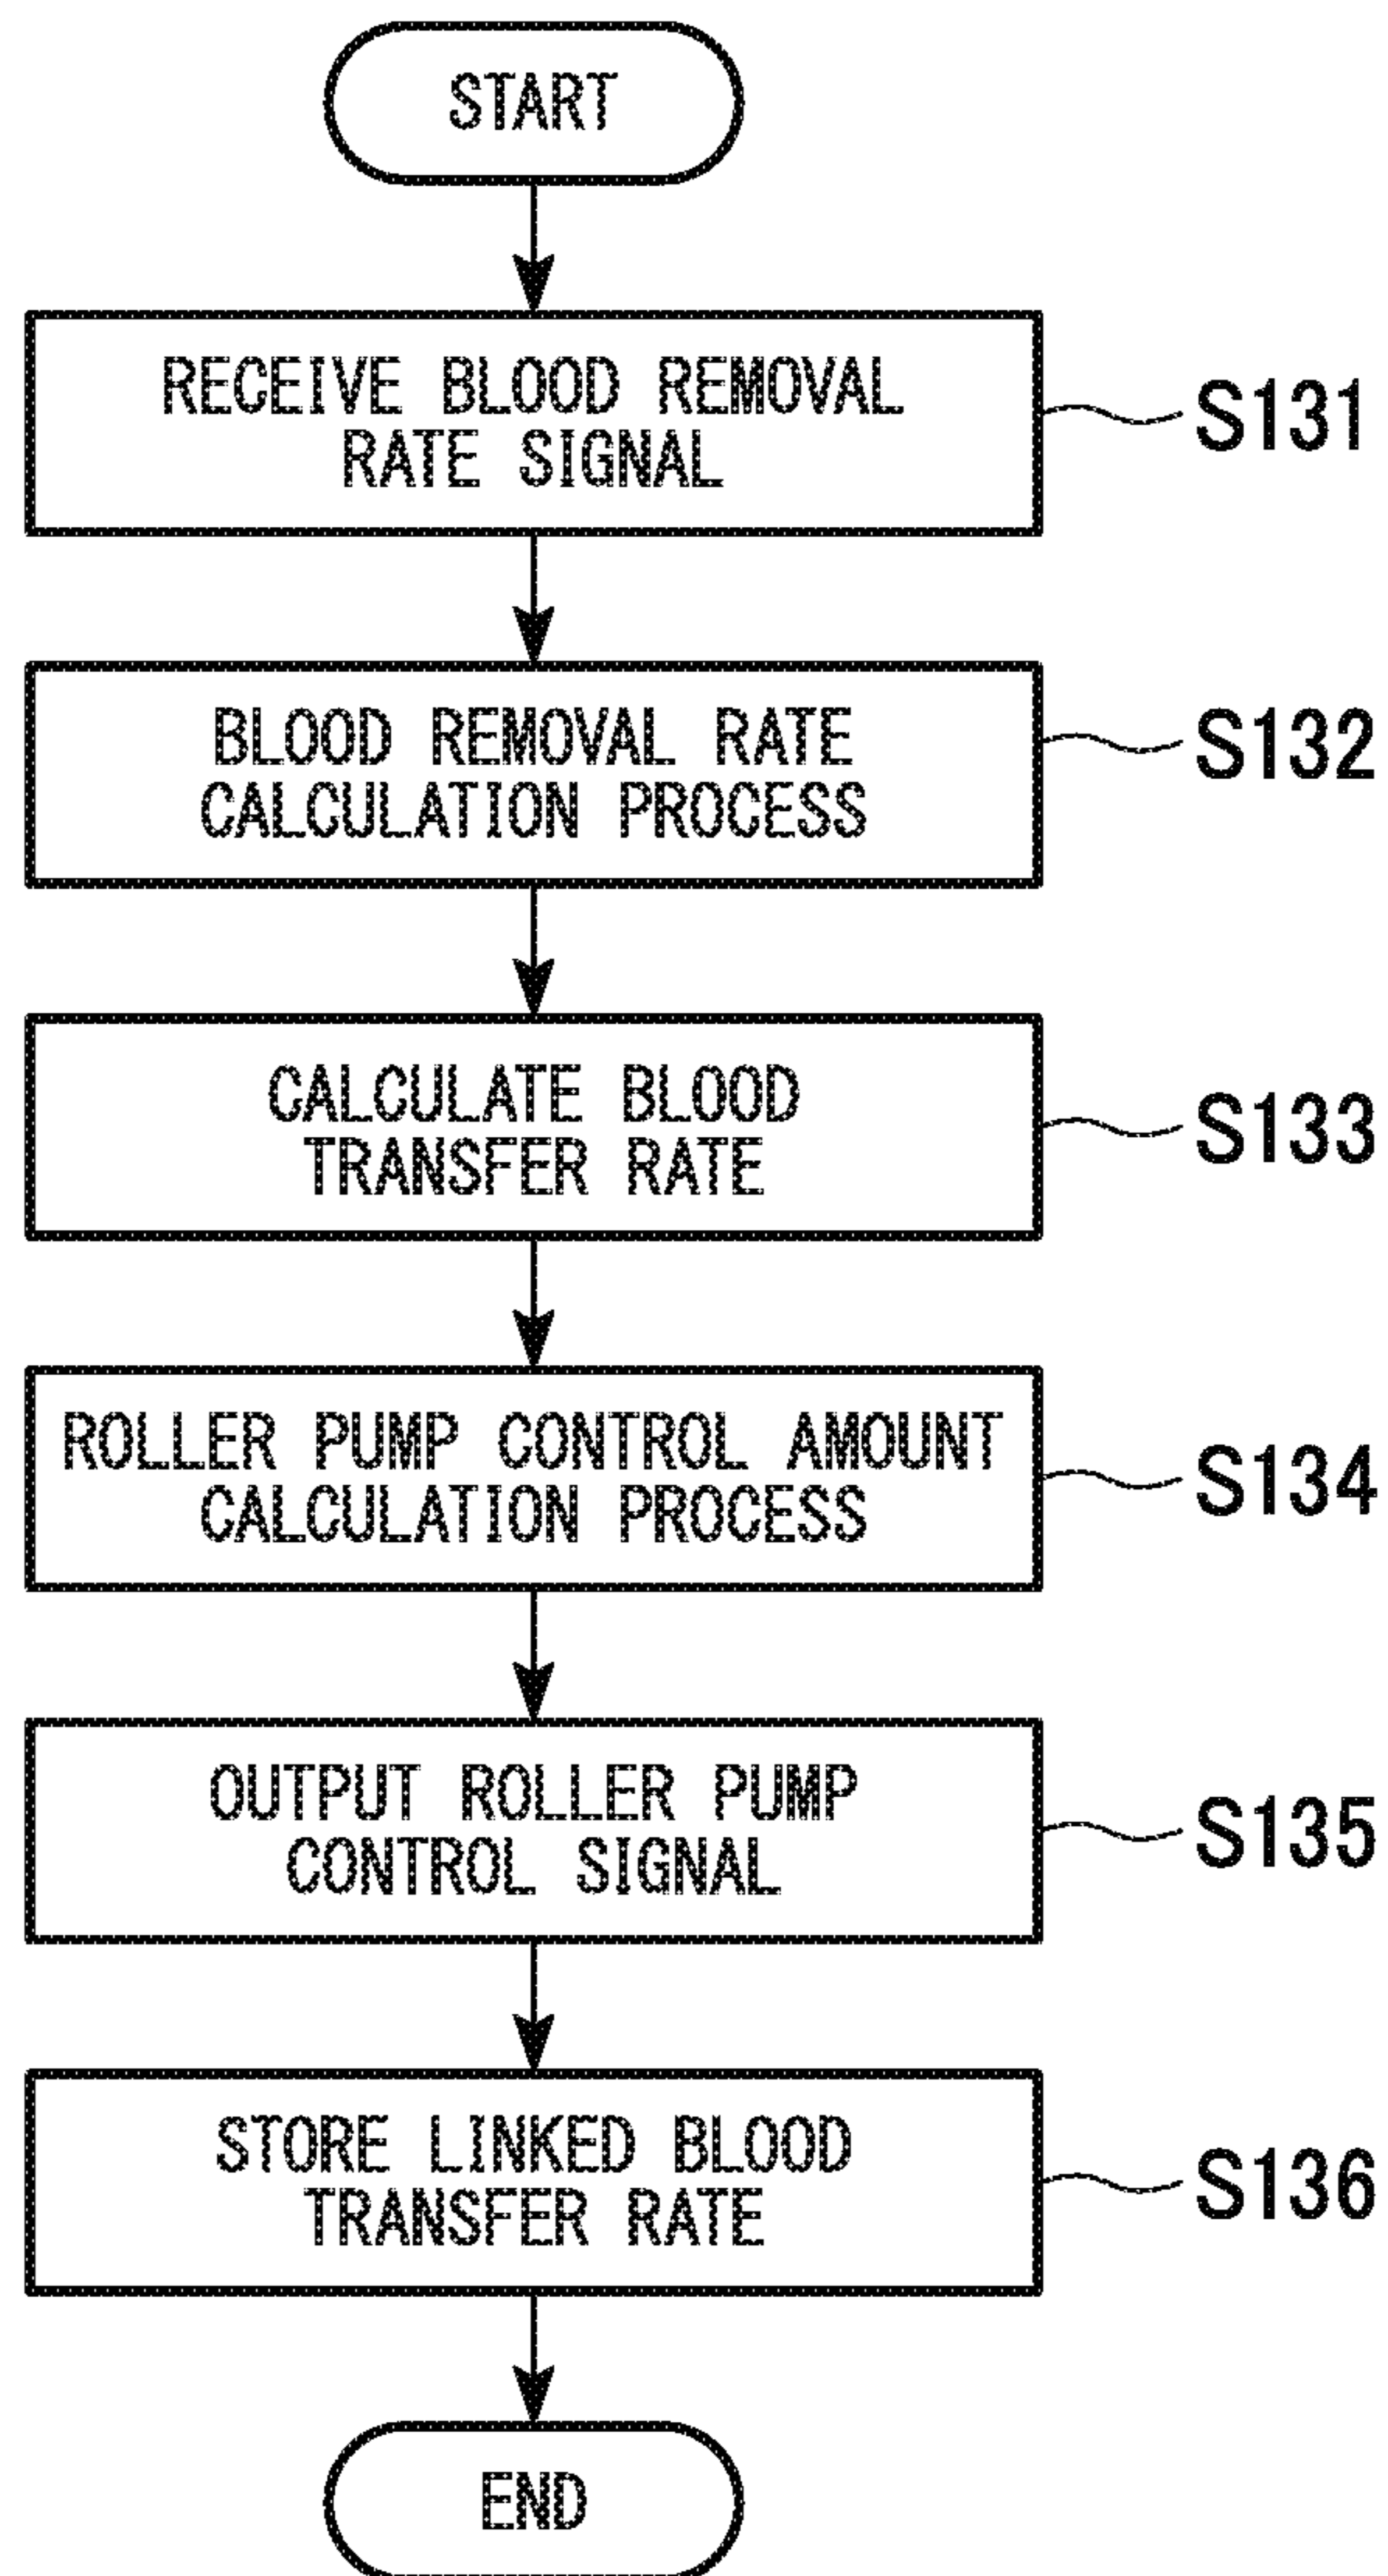 START
RECEIVE BLOOD REMOVAL
RATE SIGNAL
S131
BLOOD REMOVAL RATE
CALCULATION PROCESS
S132
CALCULATE BLOOD
TRANSFER RATE
S133
ROLLER PUMP CONTROL AMOUNT
CALCULATION PROCESS
S134
OUTPUT ROLLER PUMP
CONTROL SIGNAL
S135
STORE LINKED BLOOD
TRANSFER RATE
S136
END